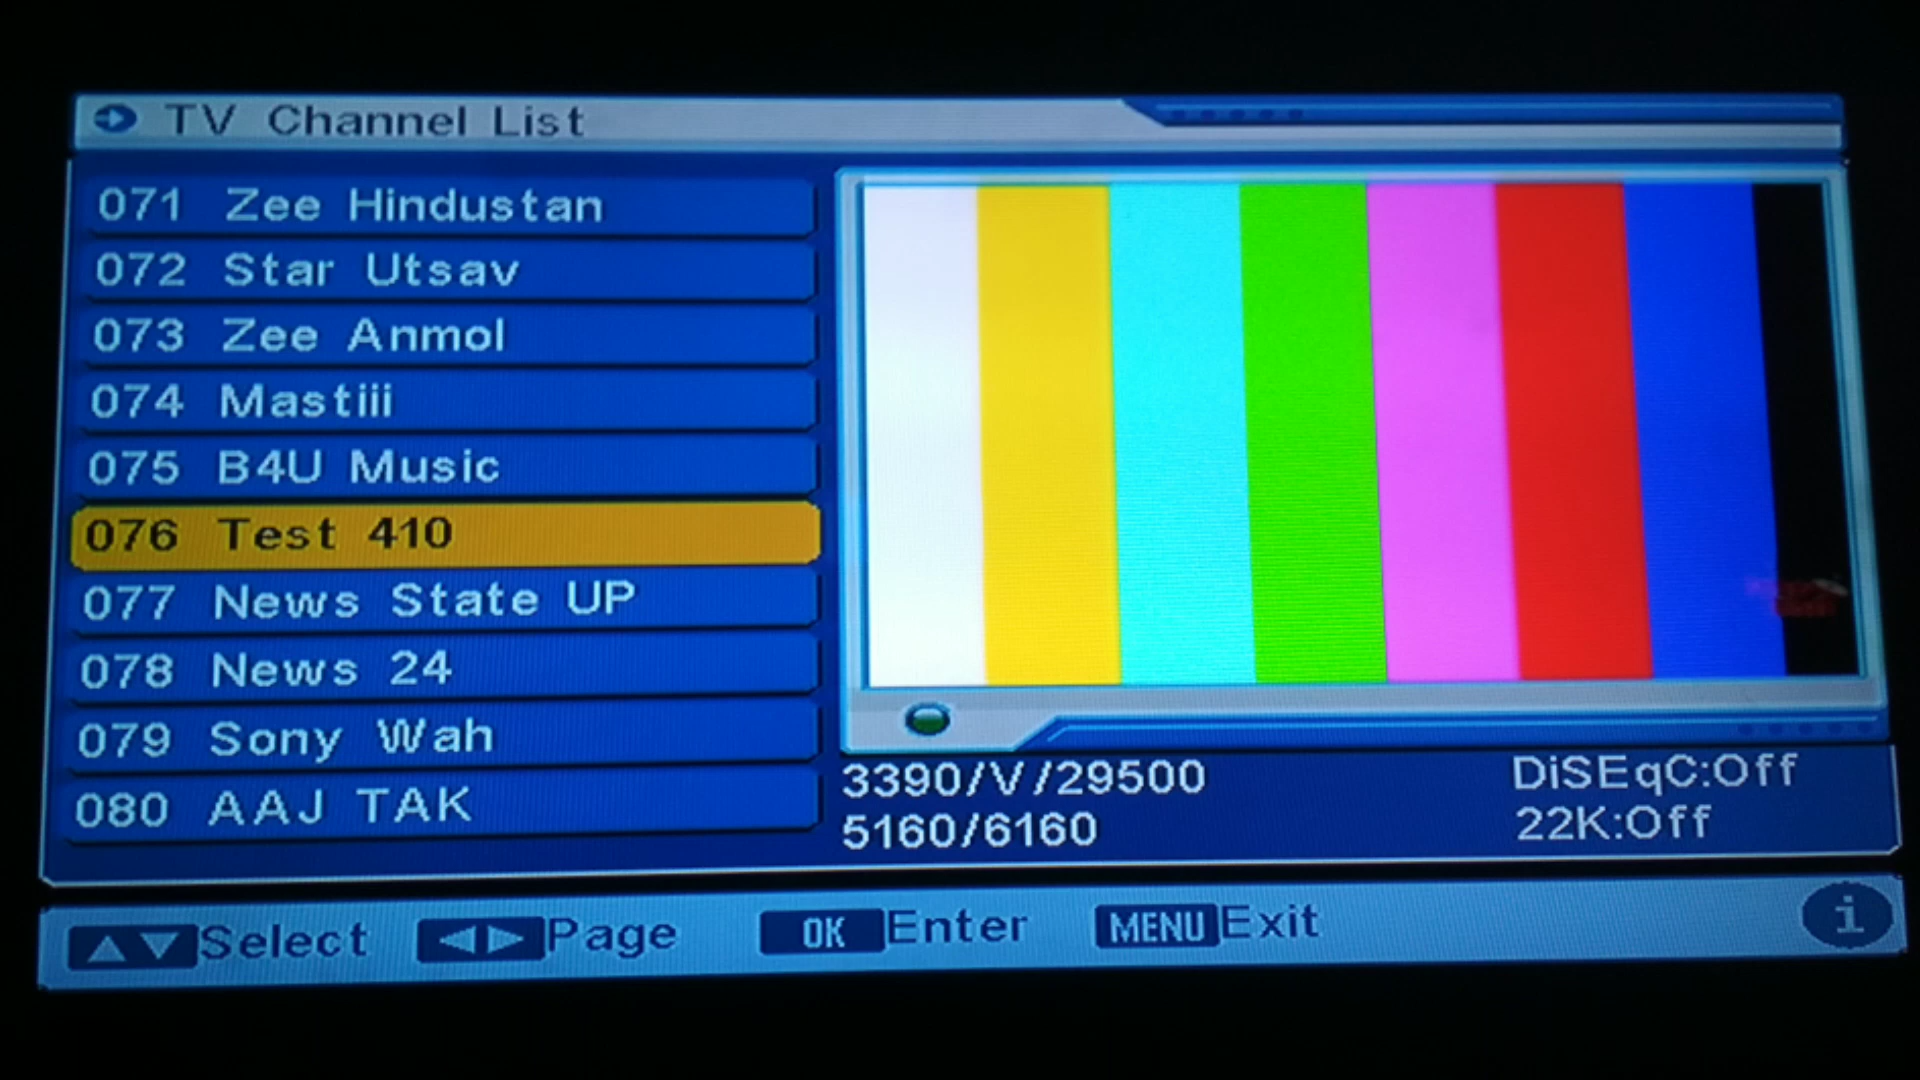 TV Channel List
071 Zee Hindustan
072 Star Utsav
073 Zee Anmol
074 Mastiii
075 B4U Music
076 Test 410
077 News State UP
078 News 24
079 Sony Wah
080 AAJ TAK
3390/V/29500
DiSEqC:Off
5160/6160
22K:Off
Select Page OK Enter MENU Exit i